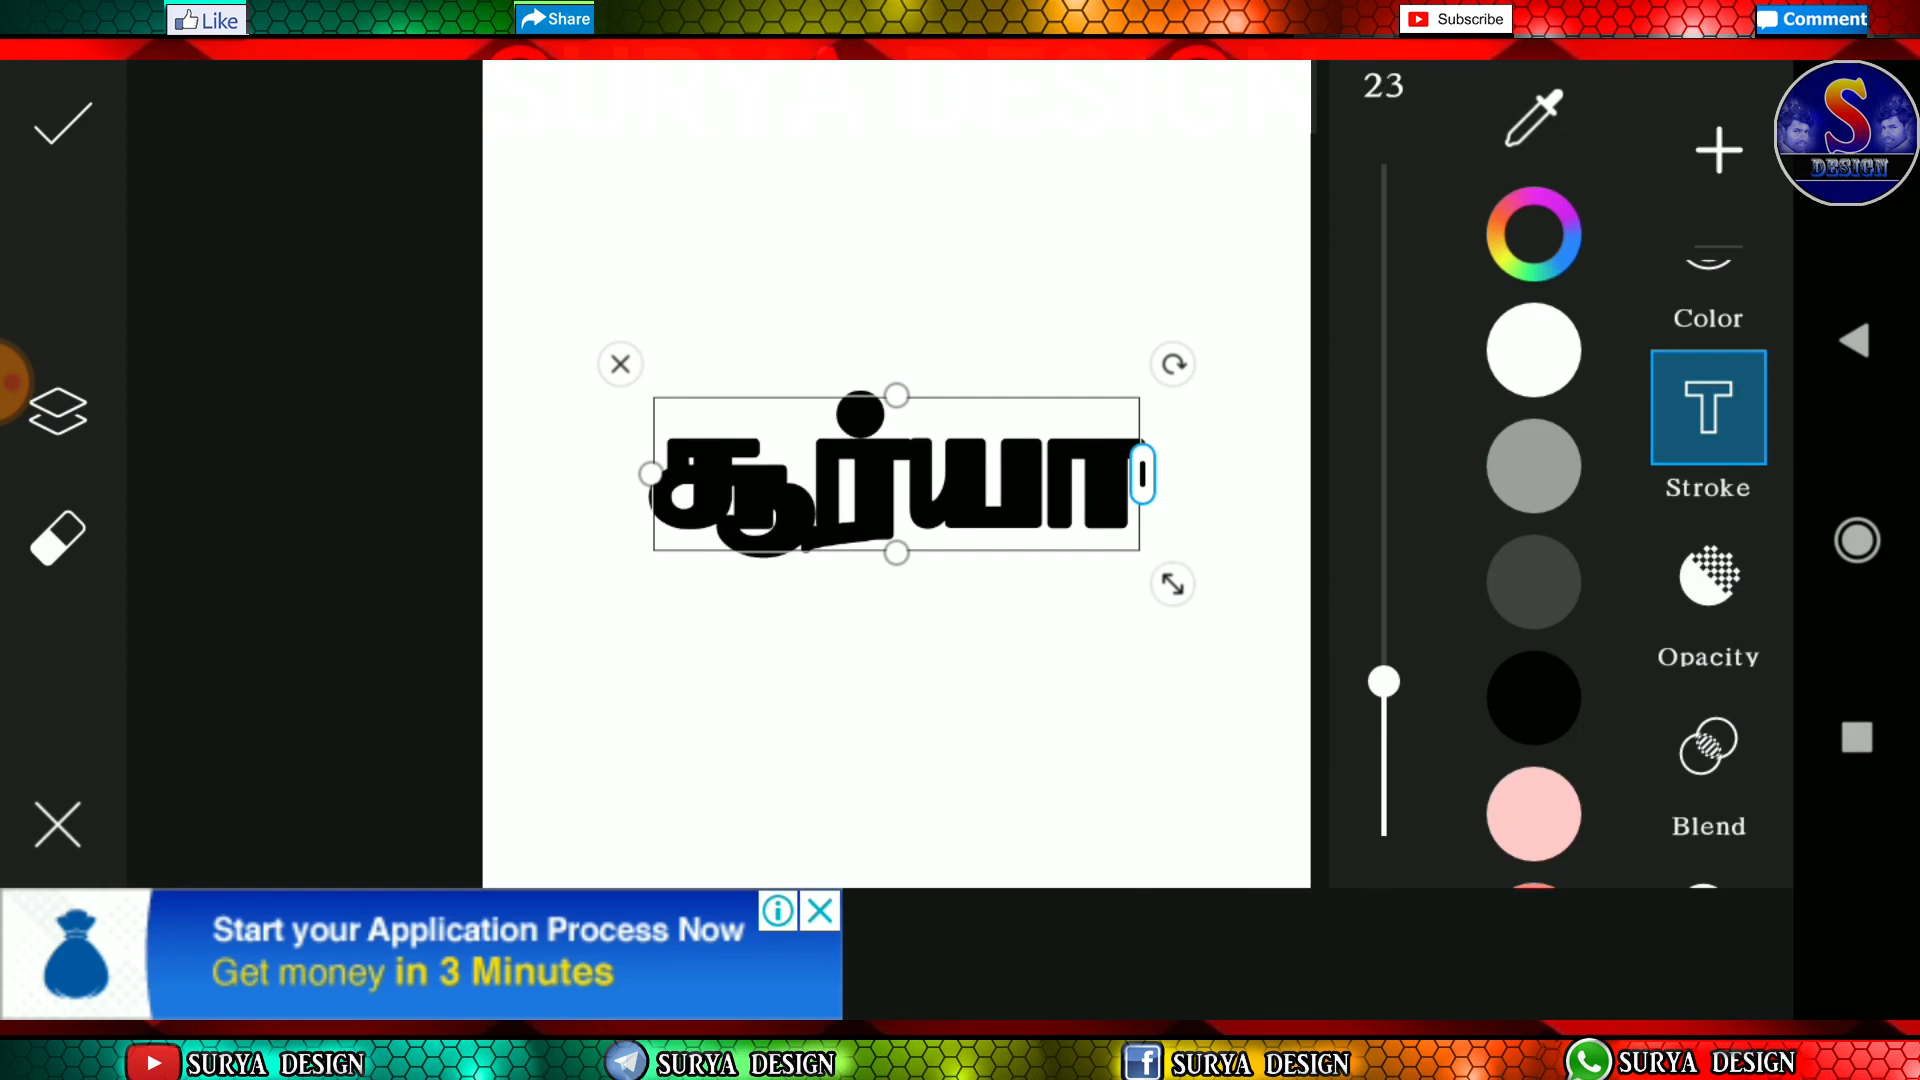 Like
Share
Subscribe
Comment
23
S
DESIGN
Color
சூர்யா
Stroke
Opacity
Blend
Start your Application Process Now
Get money in 3 Minutes
SURYA DESIGN
SURYA DESIGN
SURYA DESIGN
SURYA DESIGN